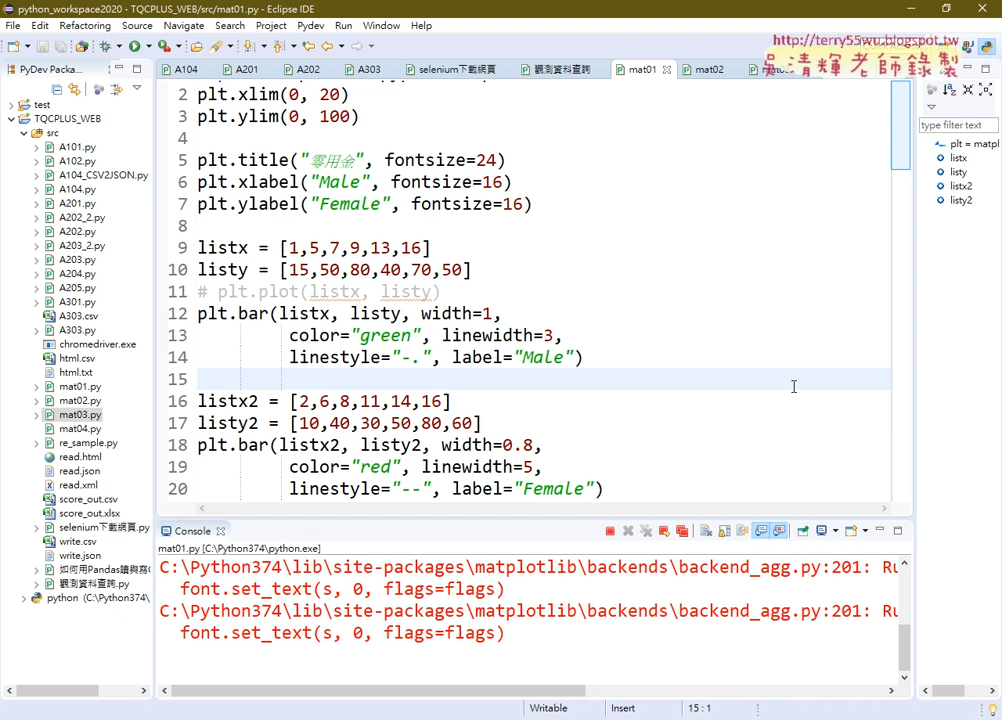 python_workspace2020 - TQCPLUS_WEB/src/mat01.py - Eclipse IDE
File Edit Refactoring Source Navigate Search Project Pydev Run Window Help
http://terry55wu.blogspot.tw
吳清輝老師錄製
PyDev Packa...
A104 A201 A202 A303 selenium下載網頁 觀測資料查詢 mat01 mat02
test
TQCPLUS_WEB
src
A101.py
A102.py
A104_CSV2JSON.py
A104.py
A201.py
A202_2.py
A202.py
A203_2.py
A203.py
A204.py
A205.py
A301.py
A303.csv
A303.py
chromedriver.exe
html.csv
html.txt
mat01.py
mat02.py
mat03.py
mat04.py
re_sample.py
read.html
read.json
read.xml
score_out.csv
score_out.xlsx
selenium下載網頁.py
write.csv
write.json
如何用Pandas讀與寫
觀測資料查詢.py
python (C:\Python374\
2 plt.xlim(0, 20)
3 plt.ylim(0, 100)
4
5 plt.title("零用金", fontsize=24)
6 plt.xlabel("Male", fontsize=16)
7 plt.ylabel("Female", fontsize=16)
8
9 listx = [1,5,7,9,13,16]
10 listy = [15,50,80,40,70,50]
11 # plt.plot(listx, listy)
12 plt.bar(listx, listy, width=1,
13 color="green", linewidth=3,
14 linestyle="-.", label="Male")
15
16 listx2 = [2,6,8,11,14,16]
17 listy2 = [10,40,30,50,80,60]
18 plt.bar(listx2, listy2, width=0.8,
19 color="red", linewidth=5,
20 linestyle="--", label="Female")
type filter text
plt = matpl
listx
listy
listx2
listy2
Console
mat01.py [C:\Python374\python.exe]
C:\Python374\lib\site-packages\matplotlib\backends\backend_agg.py:201: Ru
font.set_text(s, 0, flags=flags)
C:\Python374\lib\site-packages\matplotlib\backends\backend_agg.py:201: Ru
font.set_text(s, 0, flags=flags)
Writable Insert 15 : 1